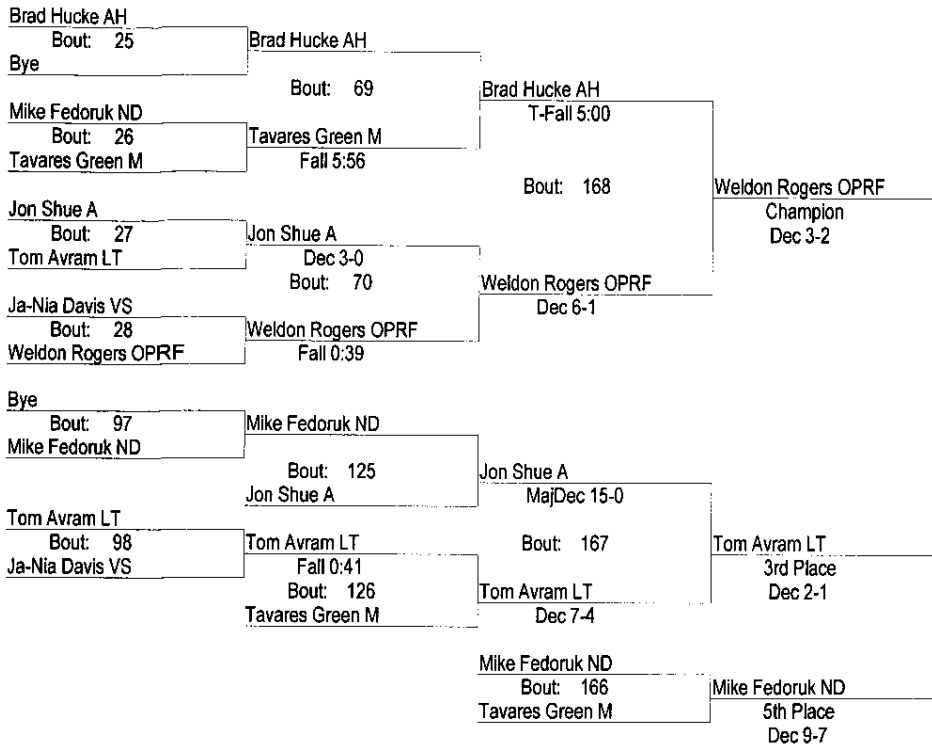 Brad Hucke AH
Bout: 25
Bye
Brad Hucke AH
Bout: 69
Mike Fedoruk ND
Bout: 26
Tavares Green M
Tavares Green M
Fall 5:56
Brad Hucke AH
T-Fall 5:00
Bout: 168
Jon Shue A
Bout: 27
Tom Avram LT
Jon Shue A
Dec 3-0
Bout: 70
Ja-Nia Davis VS
Bout: 28
Weldon Rogers OPRF
Weldon Rogers OPRF
Fall 0:39
Weldon Rogers OPRF
Dec 6-1
Weldon Rogers OPRF
Champion
Dec 3-2
Bye
Bout: 97
Mike Fedoruk ND
Mike Fedoruk ND
Bout: 125
Jon Shue A
Jon Shue A
MajDec 15-0
Bout: 167
Tom Avram LT
Bout: 98
Ja-Nia Davis VS
Tom Avram LT
Fall 0:41
Bout: 126
Tavares Green M
Tom Avram LT
Dec 7-4
Tom Avram LT
3rd Place
Dec 2-1
Mike Fedoruk ND
Bout: 166
Tavares Green M
Mike Fedoruk ND
5th Place
Dec 9-7